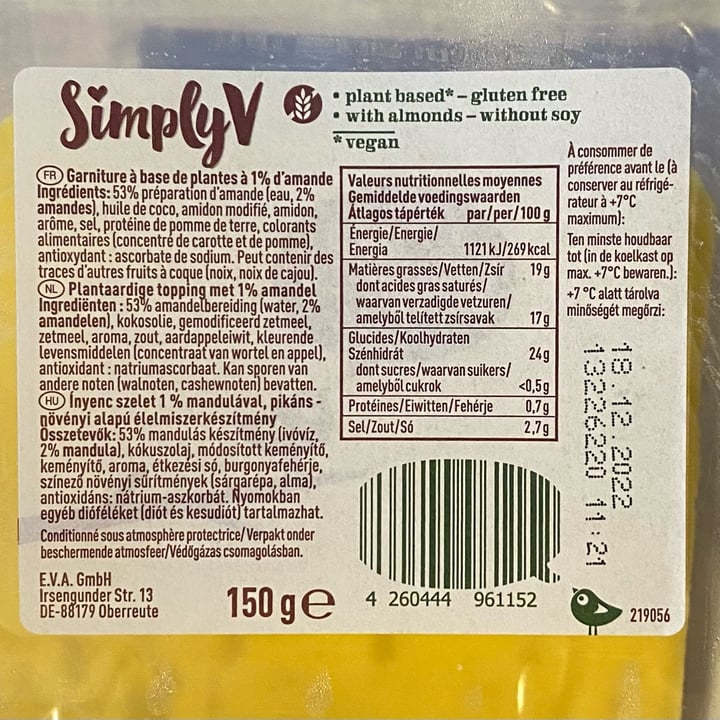 SimplyV
• plant based* – gluten free
• with almonds – without soy
* vegan
FR Garniture à base de plantes à 1% d'amande
Ingrédients: 53% préparation d'amande (eau, 2%
amandes), huile de coco, amidon modifié, amidon,
arôme, sel, protéine de pomme de terre, colorants
alimentaires (concentré de carotte et de pomme),
antioxydant : ascorbate de sodium. Peut contenir des
traces d'autres fruits à coque (noix, noix de cajou).
NL Plantaardige topping met 1% amandel
Ingrediënten : 53% amandelbereiding (water, 2%
amandelen), kokosolie, gemodificeerd zetmeel,
zetmeel, aroma, zout, aardappeleiwit, kleurende
levensmiddelen (concentraat van wortel en appel),
antioxidant : natriumascorbaat. Kan sporen van
andere noten (walnoten, cashewnoten) bevatten.
HU Ínyenc szelet 1 % mandulával, pikáns -
növényi alapú élelmiszerkészítmény
Összetevők: 53% mandulás készítmény (ivóvíz,
2% mandula), kókuszolaj, módosított keményítő,
keményítő, aroma, étkezési só, burgonyafehérje,
színező növényi sűrítmények (sárgarépa, alma),
antioxidáns: nátrium-aszkorbát. Nyomokban
egyéb dióféléket (diót és kesudiót) tartalmazhat.
Conditionné sous atmosphère protectrice/Verpakt onder
beschermende atmosfeer/Védőgázas csomagolásban.
E.V.A. GmbH
Irsengunder Str. 13
DE-88179 Oberreute
150 g e
Valeurs nutritionnelles moyennes
Gemiddelde voedingswaarden
Átlagos tápérték par/per/100 g
Énergie/Energie/
Energia 1121 kJ/269 kcal
Matières grasses/Vetten/Zsír 19 g
dont acides gras saturés/
waarvan verzadigde vetzuren/
amelyből telített zsírsavak 17 g
Glucides/Koolhydraten
Szénhidrát 24 g
dont sucres/waarvan suikers/
amelyből cukrok <0,5 g
Protéines/Eiwitten/Fehérje 0,7 g
Sel/Zout/Só 2,7 g
4 260444 961152
À consommer de
préférence avant le (à
conserver au réfrigé-
rateur à +7°C
maximum):
Ten minste houdbaar
tot (in de koelkast op
max. +7°C bewaren.):
+7 °C alatt tárolva
minőségét megőrzi:
18.12.2022
13226220 11:21
219056